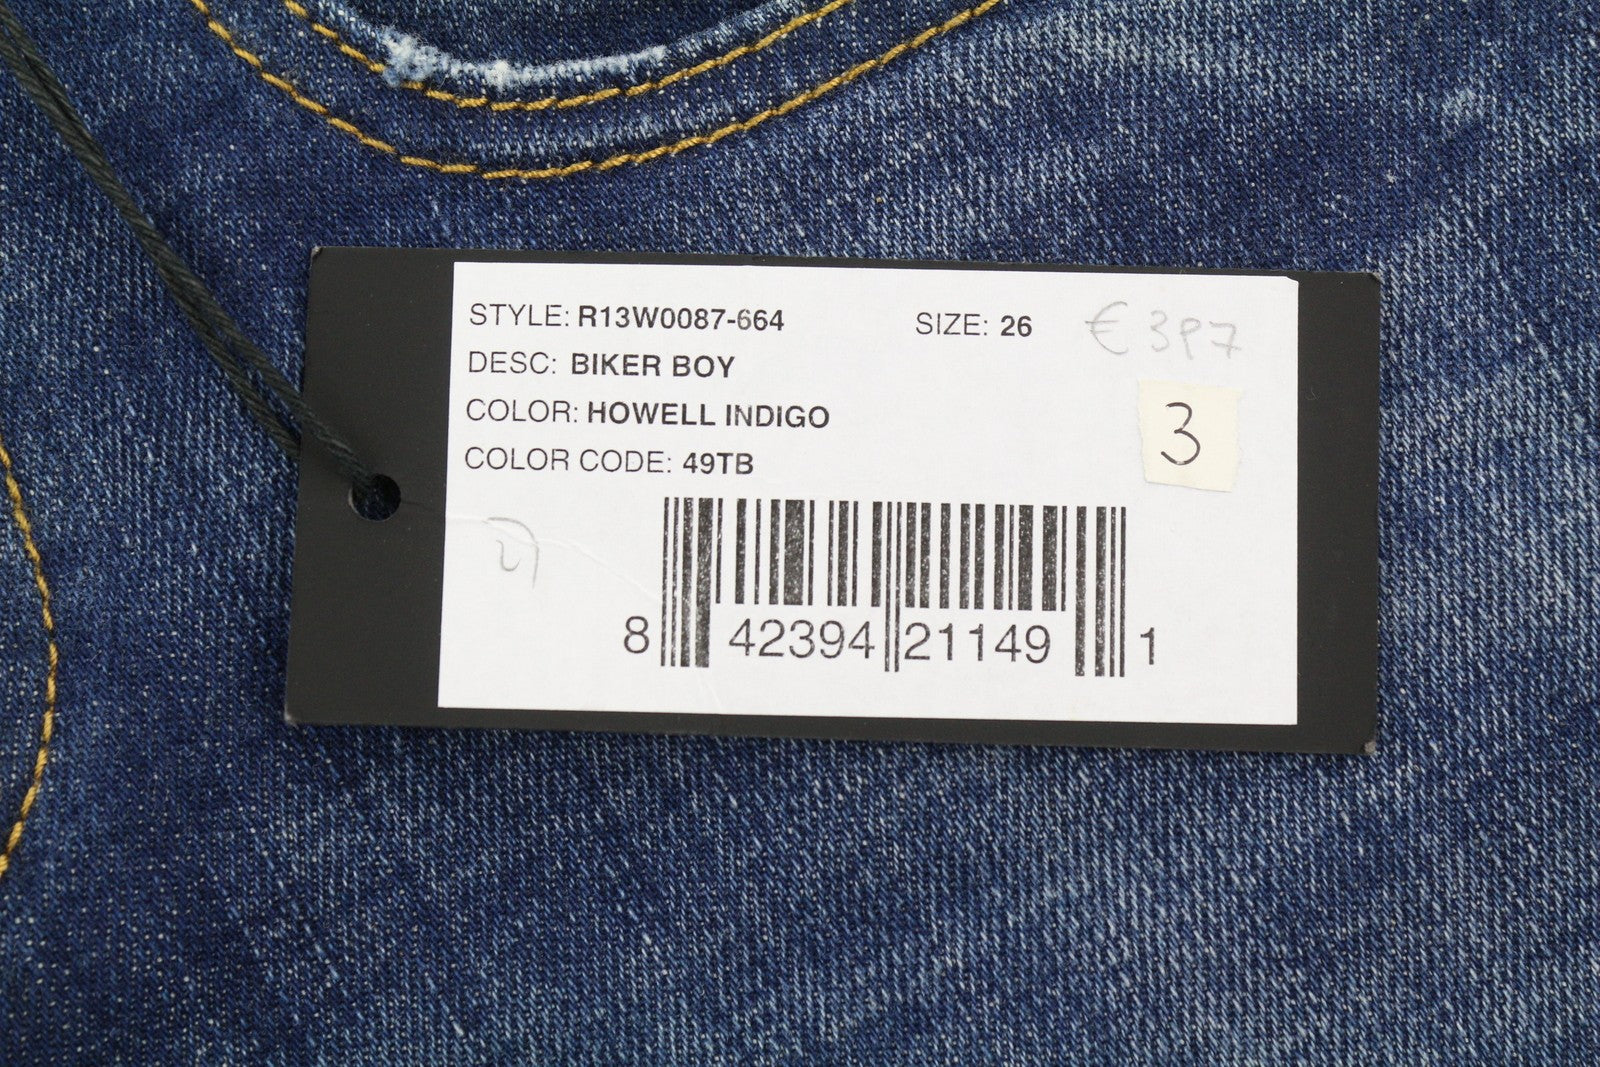 STYLE: R13W0087-664 SIZE: 26 € 397
DESC: BIKER BOY
COLOR: HOWELL INDIGO
3
COLOR CODE: 49TB
8 42394 21149 1